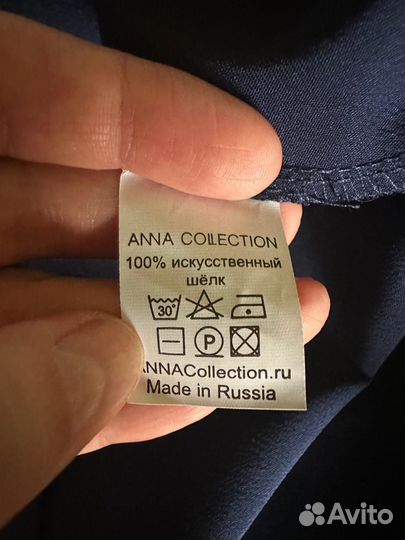 ANNA COLLECTION
100% искусственный
шёлк
30°
P
ANNACollection.ru
Made in Russia
Avito